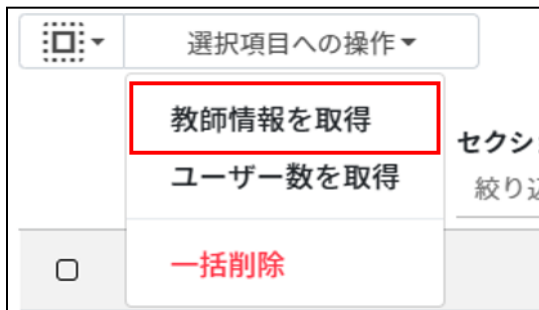 選択項目への操作
教師情報を取得
セクショ
ユーザー数を取得
絞り込
一括削除